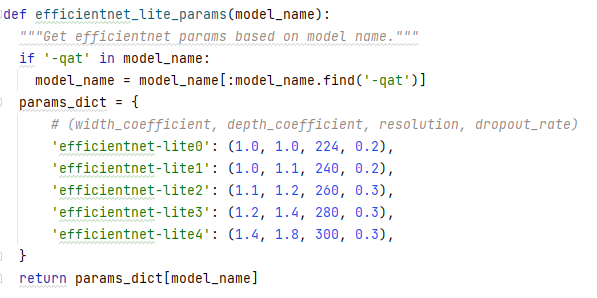 def efficientnet_lite_params(model_name):
  """Get efficientnet params based on model name."""
  if '-qat' in model_name:
    model_name = model_name[:model_name.find('-qat')]
  params_dict = {
      # (width_coefficient, depth_coefficient, resolution, dropout_rate)
      'efficientnet-lite0': (1.0, 1.0, 224, 0.2),
      'efficientnet-lite1': (1.0, 1.1, 240, 0.2),
      'efficientnet-lite2': (1.1, 1.2, 260, 0.3),
      'efficientnet-lite3': (1.2, 1.4, 280, 0.3),
      'efficientnet-lite4': (1.4, 1.8, 300, 0.3),
  }
  return params_dict[model_name]